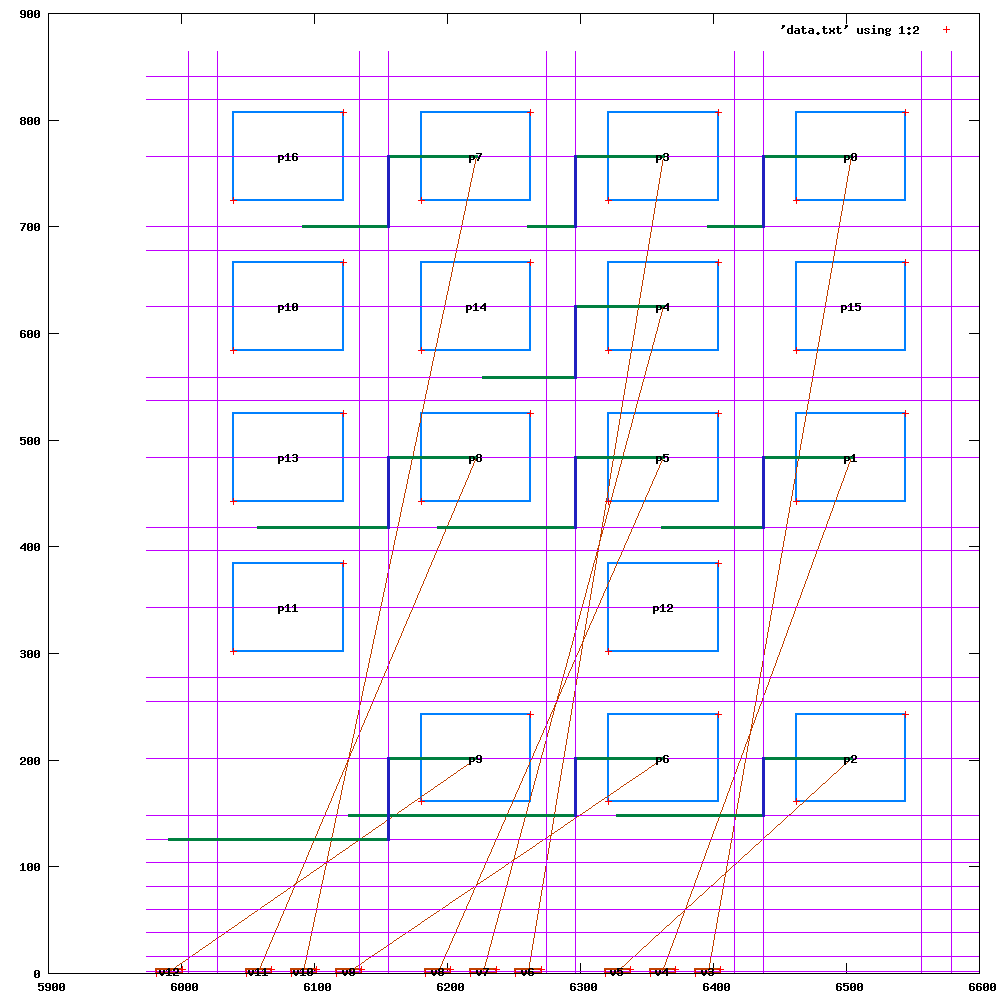 900
'data.txt' using 1:2
800
p16 p7 p3 p0
700
p10 p14 p4 p15
600
500
p13 p8 p5 p1
400
p11 p12
300
200
p9 p6 p2
100
0
v12 v11 v10 v9 v8 v7 v6 v5 v4 v3
5900 6000 6100 6200 6300 6400 6500 6600